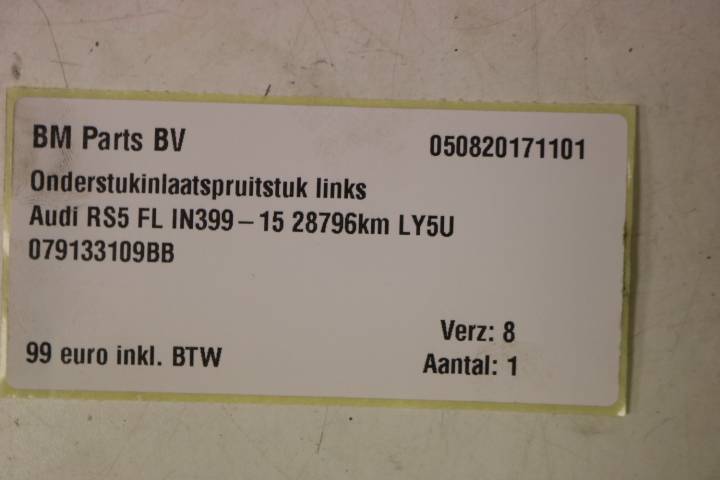 BM Parts BV 050820171101
Onderstukinlaatspruitstuk links
Audi RS5 FL IN399-15 28796km LY5U
079133109BB
Verz: 8
99 euro inkl. BTW Aantal: 1